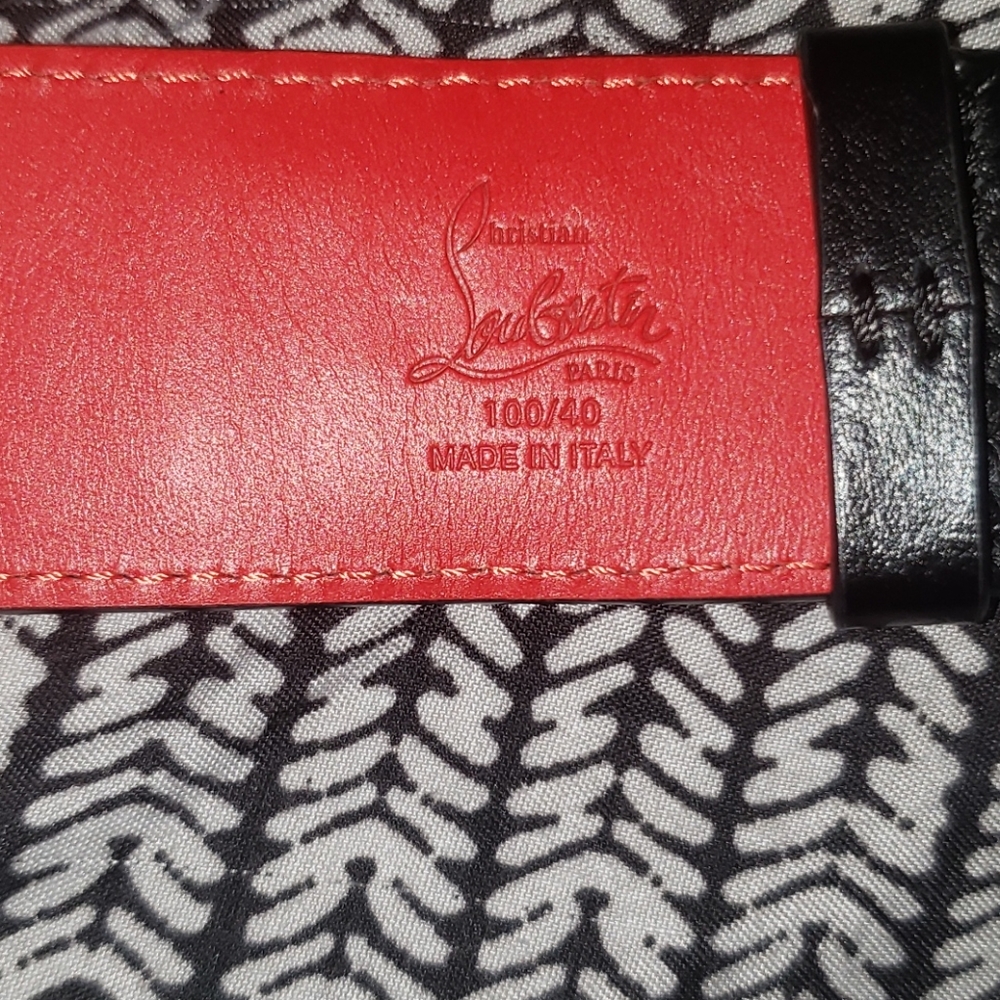 Christian
Louboutin
PARIS
100/40
MADE IN ITALY